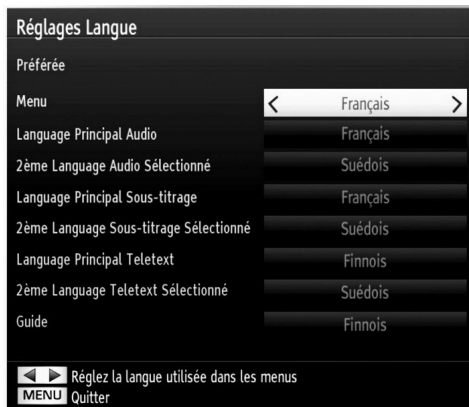 Réglages Langue
Préférée
Menu Français
Language Principal Audio Français
2ème Language Audio Sélectionné Suédois
Language Principal Sous-titrage Français
2ème Language Sous-titrage Sélectionné Suédois
Language Principal Teletext Finnois
2ème Language Teletext Sélectionné Suédois
Guide Finnois
Réglez la langue utilisée dans les menus
MENU Quitter